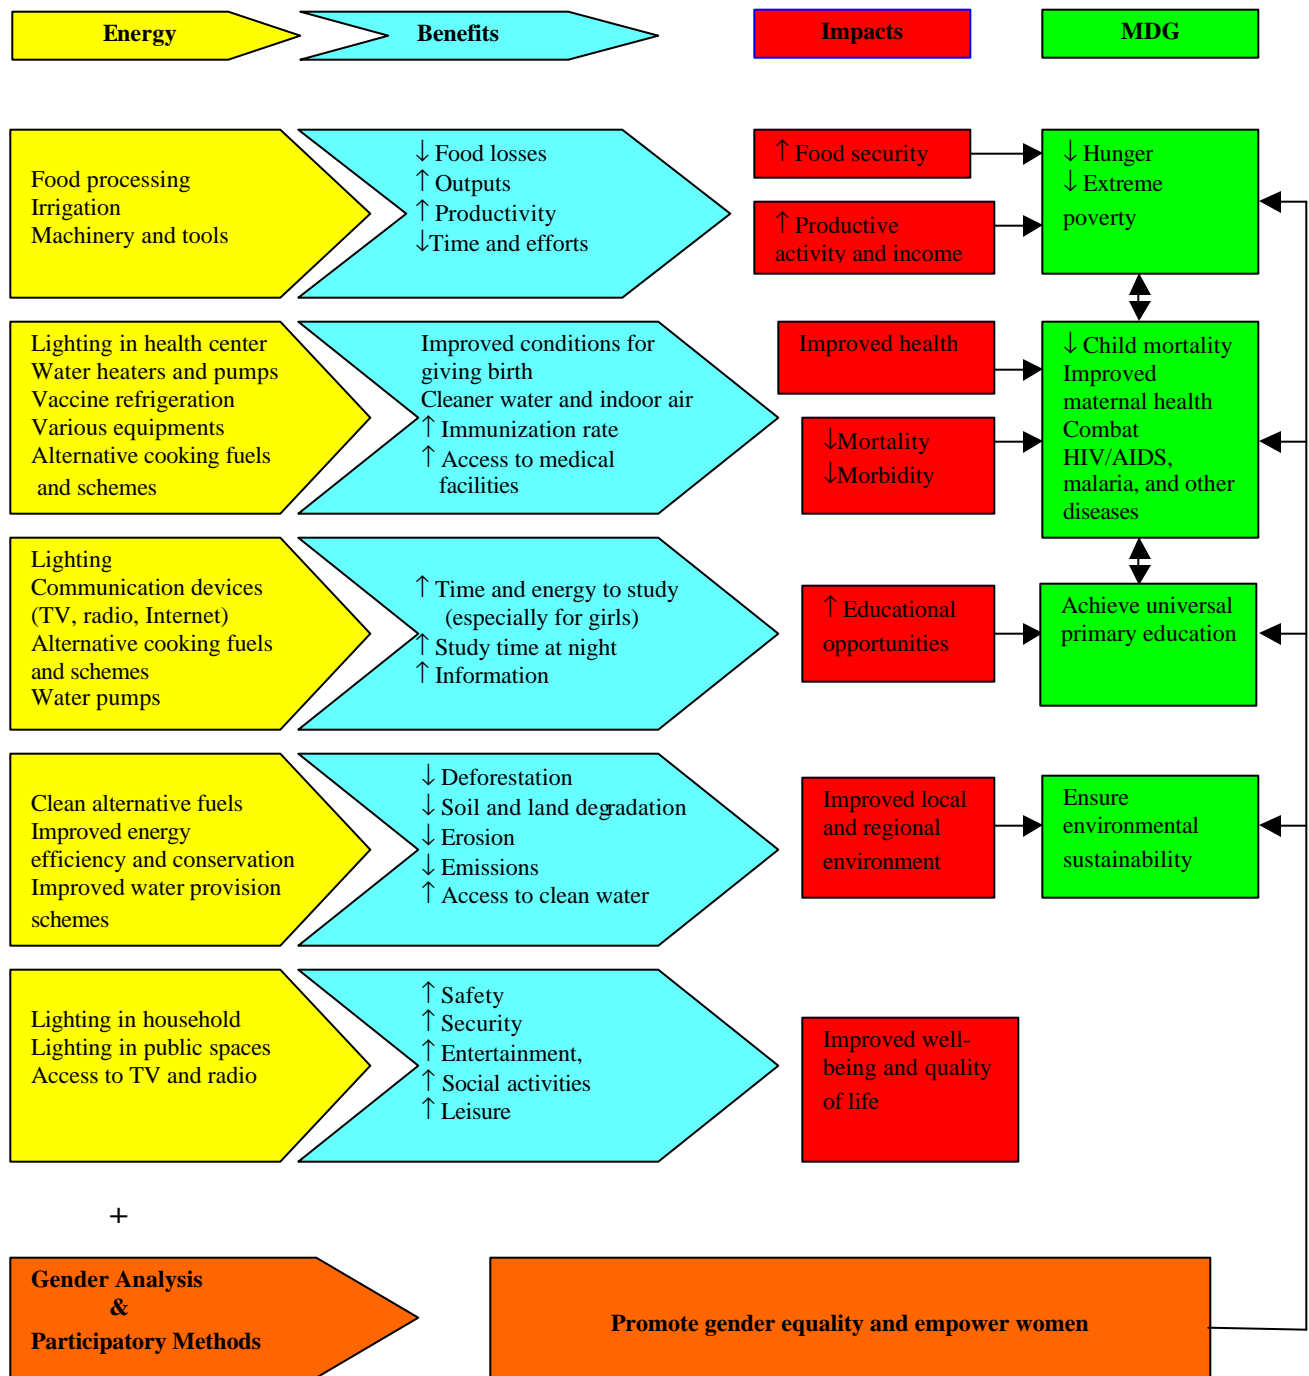 Energy
Benefits
Impacts
MDG
Food processing
Irrigation
Machinery and tools
↓ Food losses
↑ Outputs
↑ Productivity
↓Time and efforts
↑ Food security
↑ Productive
activity and income
↓ Hunger
↓ Extreme
poverty
Lighting in health center
Water heaters and pumps
Vaccine refrigeration
Various equipments
Alternative cooking fuels
and schemes
Improved conditions for
giving birth
Cleaner water and indoor air
↑ Immunization rate
↑ Access to medical
facilities
Improved health
↓Mortality
↓Morbidity
↓ Child mortality
Improved
maternal health
Combat
HIV/AIDS,
malaria, and other
diseases
Lighting
Communication devices
(TV, radio, Internet)
Alternative cooking fuels
and schemes
Water pumps
↑ Time and energy to study
(especially for girls)
↑ Study time at night
↑ Information
↑ Educational
opportunities
Achieve universal
primary education
Clean alternative fuels
Improved energy
efficiency and conservation
Improved water provision
schemes
↓ Deforestation
↓ Soil and land degradation
↓ Erosion
↓ Emissions
↑ Access to clean water
Improved local
and regional
environment
Ensure
environmental
sustainability
Lighting in household
Lighting in public spaces
Access to TV and radio
↑ Safety
↑ Security
↑ Entertainment,
↑ Social activities
↑ Leisure
Improved well-
being and quality
of life
+
Gender Analysis
&
Participatory Methods
Promote gender equality and empower women